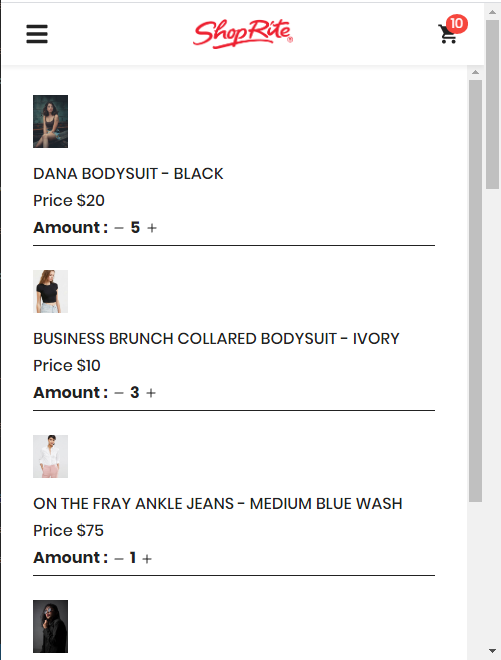 ShopRite®
10
DANA BODYSUIT - BLACK
Price $20
Amount : − 5 +
BUSINESS BRUNCH COLLARED BODYSUIT - IVORY
Price $10
Amount : − 3 +
ON THE FRAY ANKLE JEANS - MEDIUM BLUE WASH
Price $75
Amount : − 1 +